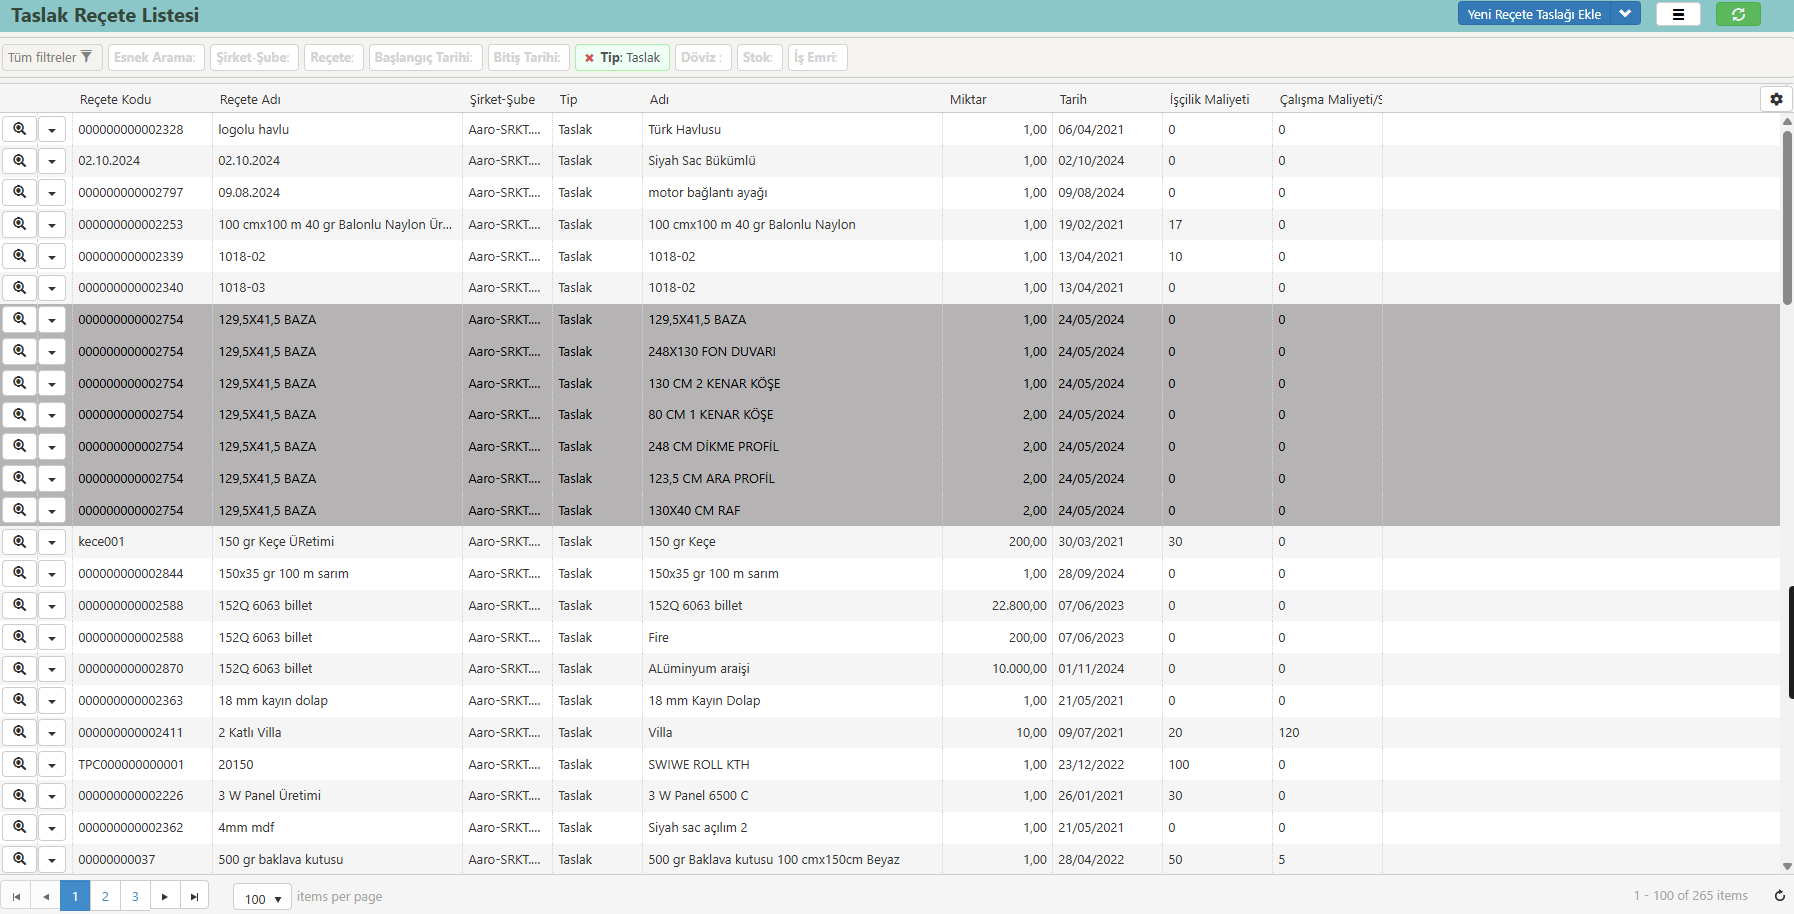 Taslak Reçete Listesi
Yeni Reçete Taslağı Ekle
Tüm filtreler Esnek Arama: Şirket-Şube: Reçete: Başlangıç Tarihi: Bitiş Tarihi: Tip: Taslak Döviz : Stok: İş Emri:
Reçete Kodu Reçete Adı Şirket-Şube Tip Adı Miktar Tarih İşçilik Maliyeti Çalışma Maliyeti/S
000000000002328 logolu havlu Aaro-SRKT.... Taslak Türk Havlusu 1,00 06/04/2021 0 0
02.10.2024 02.10.2024 Aaro-SRKT.... Taslak Siyah Sac Bükümlü 1,00 02/10/2024 0 0
000000000002797 09.08.2024 Aaro-SRKT.... Taslak motor bağlantı ayağı 1,00 09/08/2024 0 0
000000000002253 100 cmx100 m 40 gr Balonlu Naylon Ür... Aaro-SRKT.... Taslak 100 cmx100 m 40 gr Balonlu Naylon 1,00 19/02/2021 17 0
000000000002339 1018-02 Aaro-SRKT.... Taslak 1018-02 1,00 13/04/2021 10 0
000000000002340 1018-03 Aaro-SRKT.... Taslak 1018-02 1,00 13/04/2021 0 0
000000000002754 129,5X41,5 BAZA Aaro-SRKT.... Taslak 129,5X41,5 BAZA 1,00 24/05/2024 0 0
000000000002754 129,5X41,5 BAZA Aaro-SRKT.... Taslak 248X130 FON DUVARI 1,00 24/05/2024 0 0
000000000002754 129,5X41,5 BAZA Aaro-SRKT.... Taslak 130 CM 2 KENAR KÖŞE 1,00 24/05/2024 0 0
000000000002754 129,5X41,5 BAZA Aaro-SRKT.... Taslak 80 CM 1 KENAR KÖŞE 2,00 24/05/2024 0 0
000000000002754 129,5X41,5 BAZA Aaro-SRKT.... Taslak 248 CM DİKME PROFİL 2,00 24/05/2024 0 0
000000000002754 129,5X41,5 BAZA Aaro-SRKT.... Taslak 123,5 CM ARA PROFİL 2,00 24/05/2024 0 0
000000000002754 129,5X41,5 BAZA Aaro-SRKT.... Taslak 130X40 CM RAF 2,00 24/05/2024 0 0
kece001 150 gr Keçe ÜRetimi Aaro-SRKT.... Taslak 150 gr Keçe 200,00 30/03/2021 30 0
000000000002844 150x35 gr 100 m sarım Aaro-SRKT.... Taslak 150x35 gr 100 m sarım 1,00 28/09/2024 0 0
000000000002588 152Q 6063 billet Aaro-SRKT.... Taslak 152Q 6063 billet 22.800,00 07/06/2023 0 0
000000000002588 152Q 6063 billet Aaro-SRKT.... Taslak Fire 200,00 07/06/2023 0 0
000000000002870 152Q 6063 billet Aaro-SRKT.... Taslak ALüminyum araişi 10.000,00 01/11/2024 0 0
000000000002363 18 mm kayın dolap Aaro-SRKT.... Taslak 18 mm Kayın Dolap 1,00 21/05/2021 0 0
000000000002411 2 Katlı Villa Aaro-SRKT.... Taslak Villa 10,00 09/07/2021 20 120
TPC000000000001 20150 Aaro-SRKT.... Taslak SWIWE ROLL KTH 1,00 23/12/2022 100 0
000000000002226 3 W Panel Üretimi Aaro-SRKT.... Taslak 3 W Panel 6500 C 1,00 26/01/2021 30 0
000000000002362 4mm mdf Aaro-SRKT.... Taslak Siyah sac açılım 2 1,00 21/05/2021 0 0
00000000037 500 gr baklava kutusu Aaro-SRKT.... Taslak 500 gr Baklava kutusu 100 cmx150cm Beyaz 1,00 28/04/2022 50 5
1 2 3 100 items per page 1 - 100 of 265 items